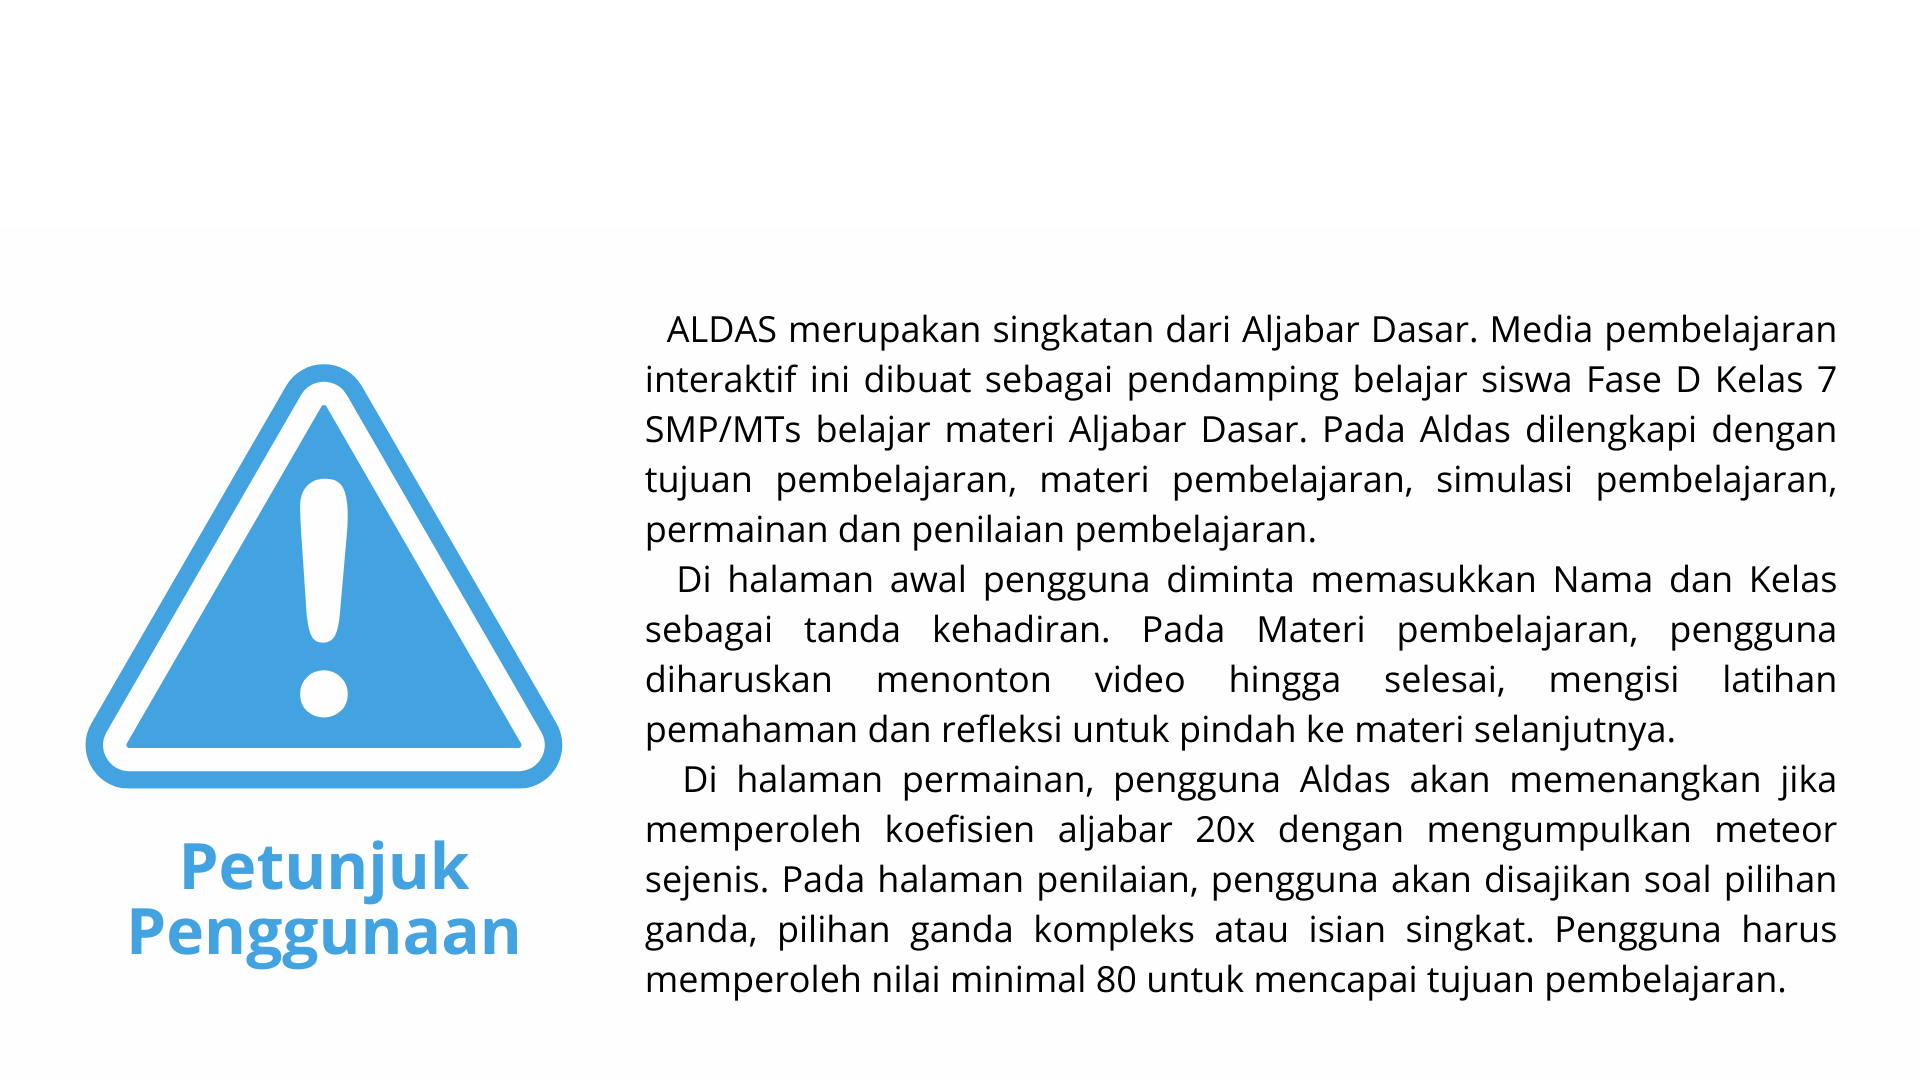 ALDAS merupakan singkatan dari Aljabar Dasar. Media pembelajaran
interaktif ini dibuat sebagai pendamping belajar siswa Fase D Kelas 7
SMP/MTs belajar materi Aljabar Dasar. Pada Aldas dilengkapi dengan
tujuan pembelajaran, materi pembelajaran, simulasi pembelajaran,
permainan dan penilaian pembelajaran.
Di halaman awal pengguna diminta memasukkan Nama dan Kelas
sebagai tanda kehadiran. Pada Materi pembelajaran, pengguna
diharuskan menonton video hingga selesai, mengisi latihan
pemahaman dan refleksi untuk pindah ke materi selanjutnya.
Di halaman permainan, pengguna Aldas akan memenangkan jika
memperoleh koefisien aljabar 20x dengan mengumpulkan meteor
sejenis. Pada halaman penilaian, pengguna akan disajikan soal pilihan
ganda, pilihan ganda kompleks atau isian singkat. Pengguna harus
memperoleh nilai minimal 80 untuk mencapai tujuan pembelajaran.
Petunjuk
Penggunaan